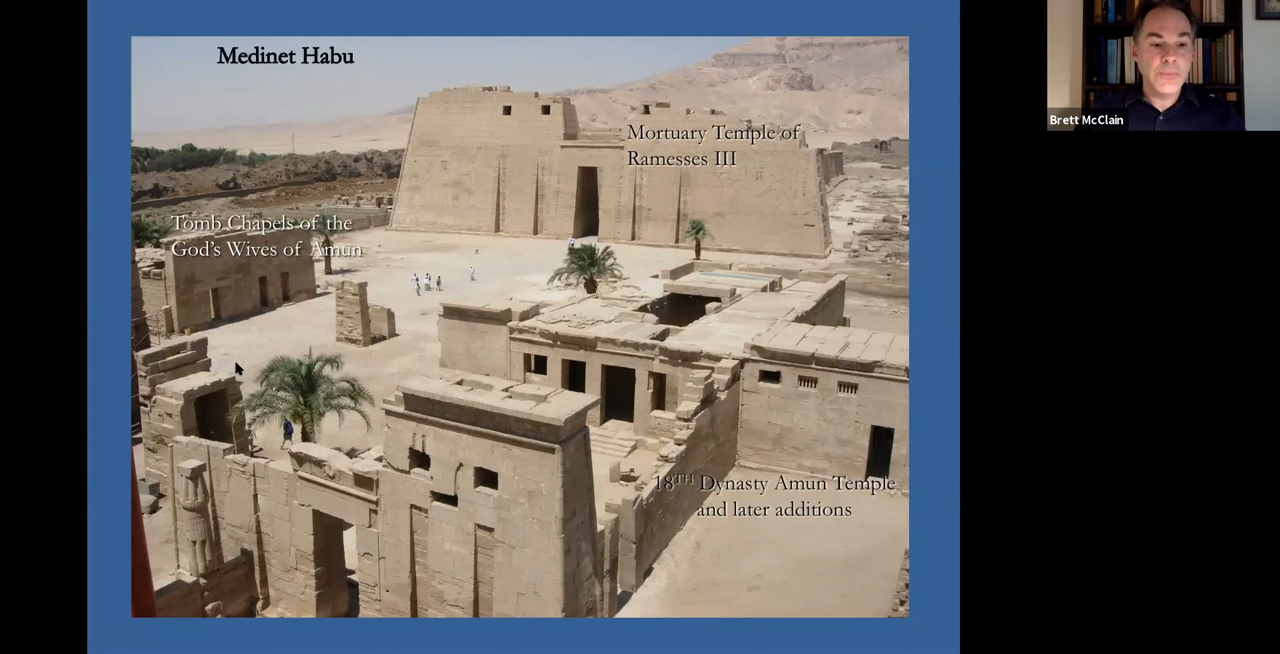 Medinet Habu
Mortuary Temple of
Ramesses III
Tomb Chapels of the
God's Wives of Amun
18TH Dynasty Amun Temple
and later additions
Brett McClain